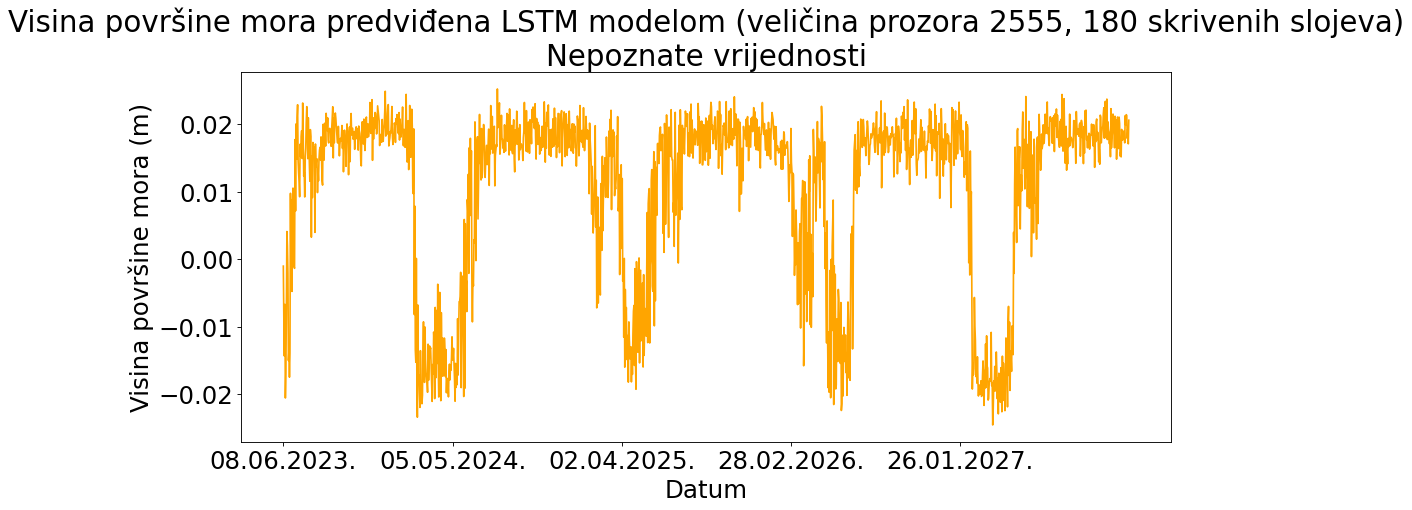 Visina površine mora predviđena LSTM modelom (veličina prozora 2555, 180 skrivenih slojeva)
Nepoznate vrijednosti
Visina površine mora (m)
0.02
0.01
0.00
−0.01
−0.02
08.06.2023. 05.05.2024. 02.04.2025. 28.02.2026. 26.01.2027.
Datum